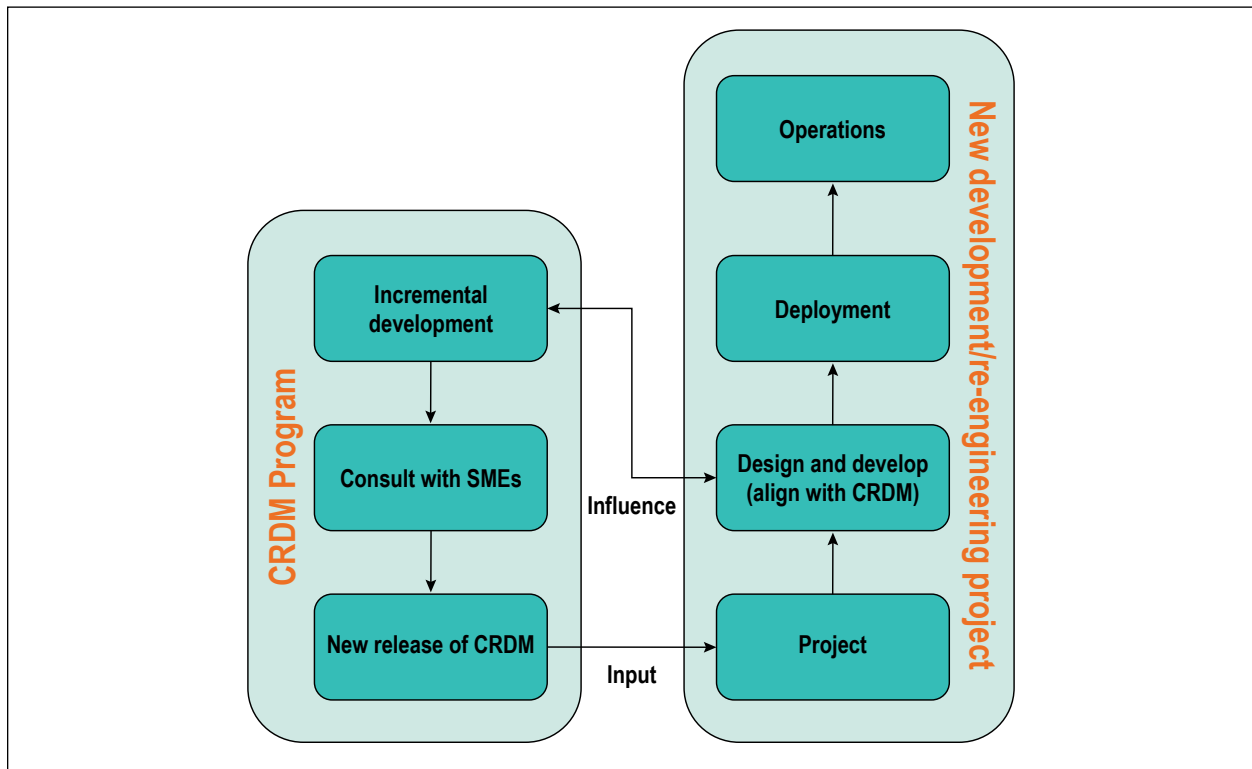 CRDM Program
Incremental
development
Consult with SMEs
New release of CRDM
Influence
Input
New development/re-engineering project
Operations
Deployment
Design and develop
(align with CRDM)
Project